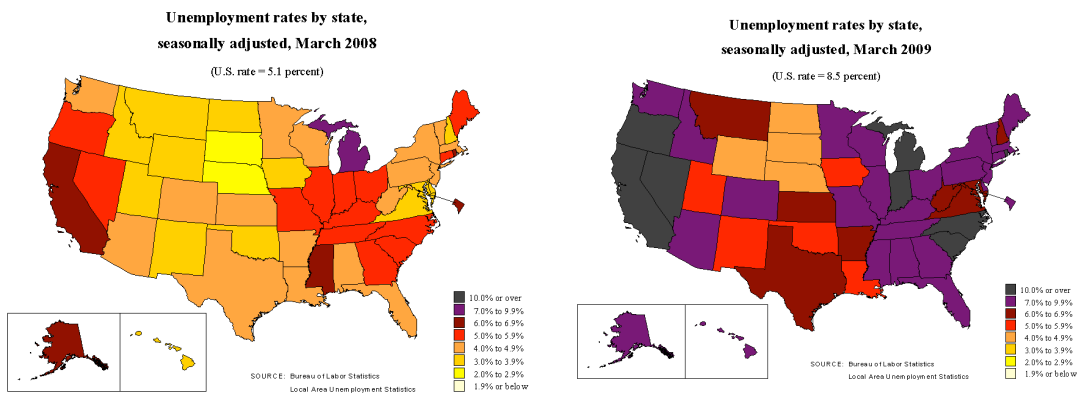 Unemployment rates by state,
seasonally adjusted, March 2008
(U.S. rate = 5.1 percent)
10.0% or over
7.0% to 9.9%
6.0% to 6.9%
5.0% to 5.9%
4.0% to 4.9%
3.0% to 3.9%
2.0% to 2.9%
1.9% or below
SOURCE: Bureau of Labor Statistics
Local Area Unemployment Statistics
Unemployment rates by state,
seasonally adjusted, March 2009
(U.S. rate = 8.5 percent)
10.0% or over
7.0% to 9.9%
6.0% to 6.9%
5.0% to 5.9%
4.0% to 4.9%
3.0% to 3.9%
2.0% to 2.9%
1.9% or below
SOURCE: Bureau of Labor Statistics
Local Area Unemployment Statistics